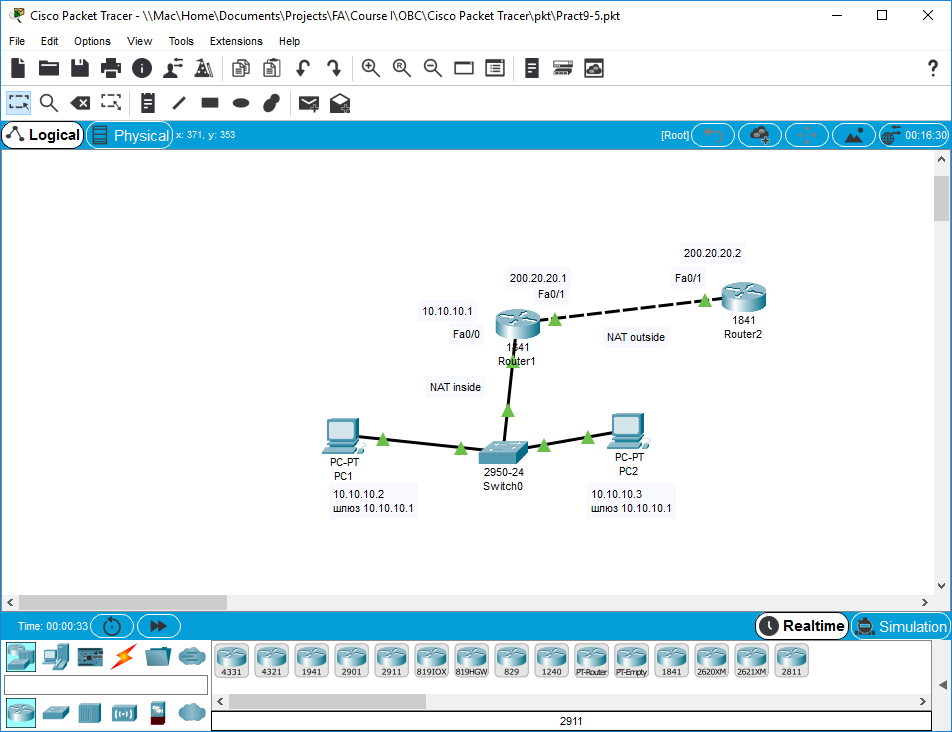 Cisco Packet Tracer - \\Mac\Home\Documents\Projects\FA\Course I\OBC\Cisco Packet Tracer\pkt\Pract9-5.pkt
File Edit Options View Tools Extensions Help
Logical Physical x: 371, y: 353 [Root] 00:16:30
200.20.20.2
200.20.20.1
Fa0/1
Fa0/1
10.10.10.1
Fa0/0
1841
Router2
1841
Router1
NAT outside
NAT inside
PC-PT
PC1
2950-24
Switch0
PC-PT
PC2
10.10.10.2
шлюз 10.10.10.1
10.10.10.3
шлюз 10.10.10.1
Time: 00:00:33 Realtime Simulation
4331 4321 1941 2901 2911 819IOX 819HGW 829 1240 PT-Router PT-Empty 1841 2620XM 2621XM 2811
2911